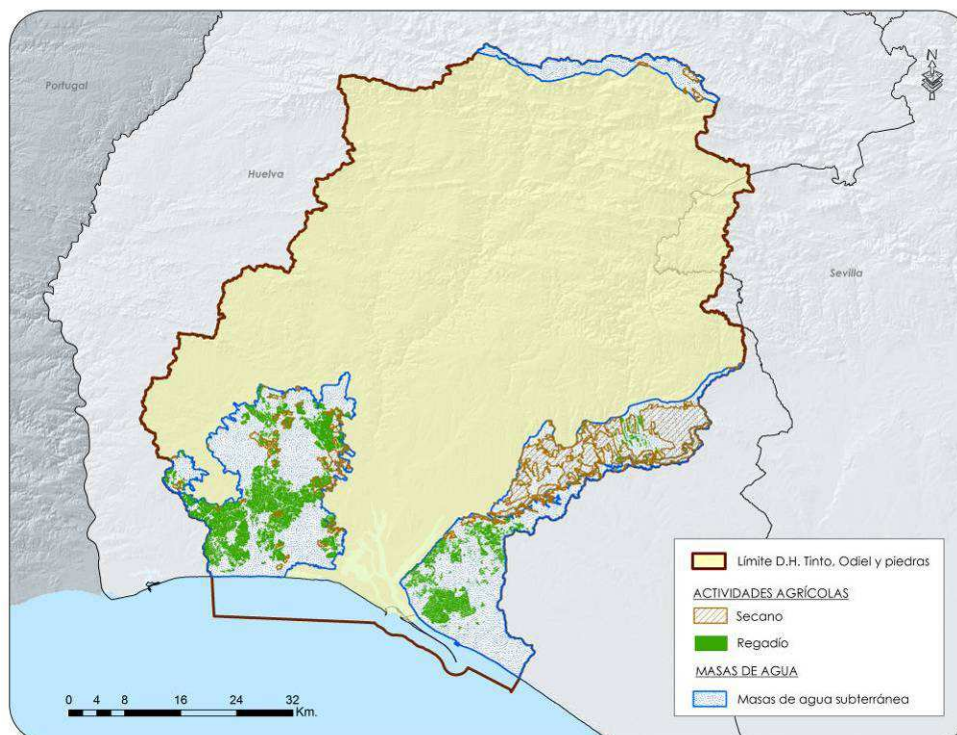 N
Portugal
Huelva
Sevilla
Límite D.H. Tinto, Odiel y piedras
ACTIVIDADES AGRÍCOLAS
Secano
Regadío
MASAS DE AGUA
Masas de agua subterránea
0 4 8 16 24 32
Km.